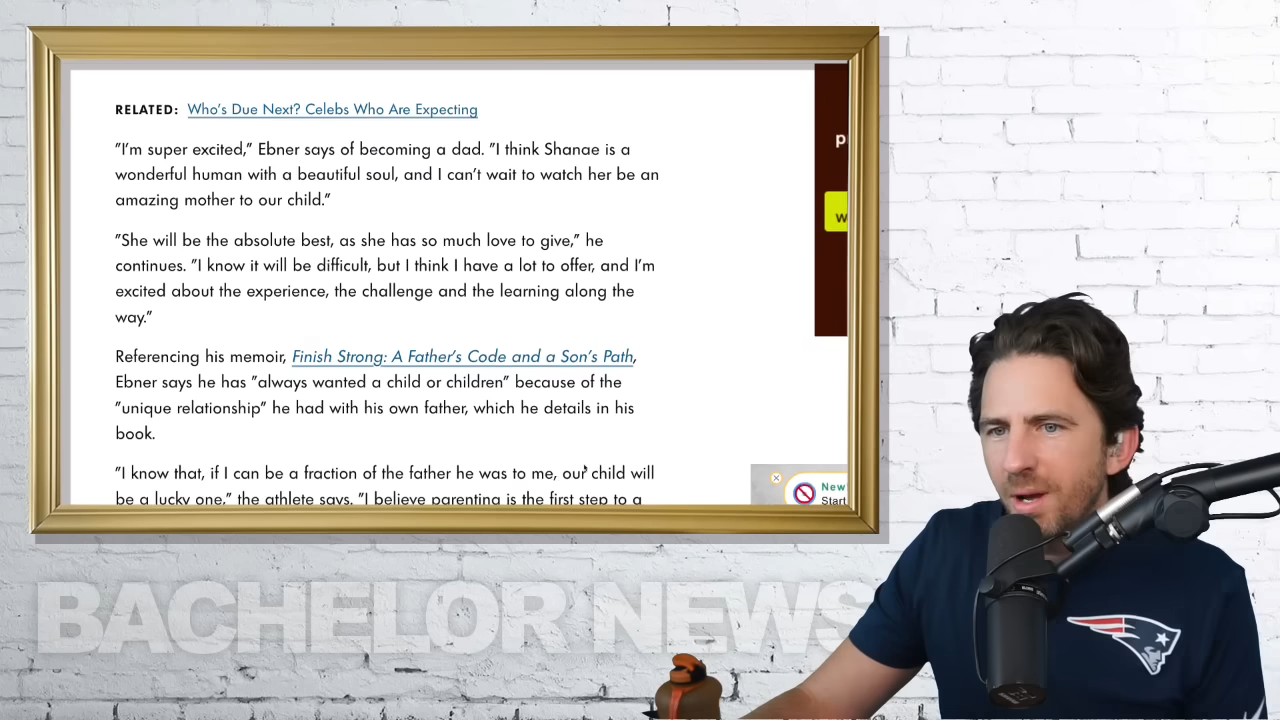 RELATED: Who's Due Next? Celebs Who Are Expecting
"I'm super excited," Ebner says of becoming a dad. "I think Shanae is a
wonderful human with a beautiful soul, and I can't wait to watch her be an
amazing mother to our child."
"She will be the absolute best, as she has so much love to give," he
continues. "I know it will be difficult, but I think I have a lot to offer, and I'm
excited about the experience, the challenge and the learning along the
way."
Referencing his memoir, Finish Strong: A Father's Code and a Son's Path,
Ebner says he has "always wanted a child or children" because of the
"unique relationship" he had with his own father, which he details in his
book.
"I know that, if I can be a fraction of the father he was to me, our child will
be a lucky one," the athlete says. "I believe parenting is the first step to a
p
w
New
Start
BACHELOR NEWS